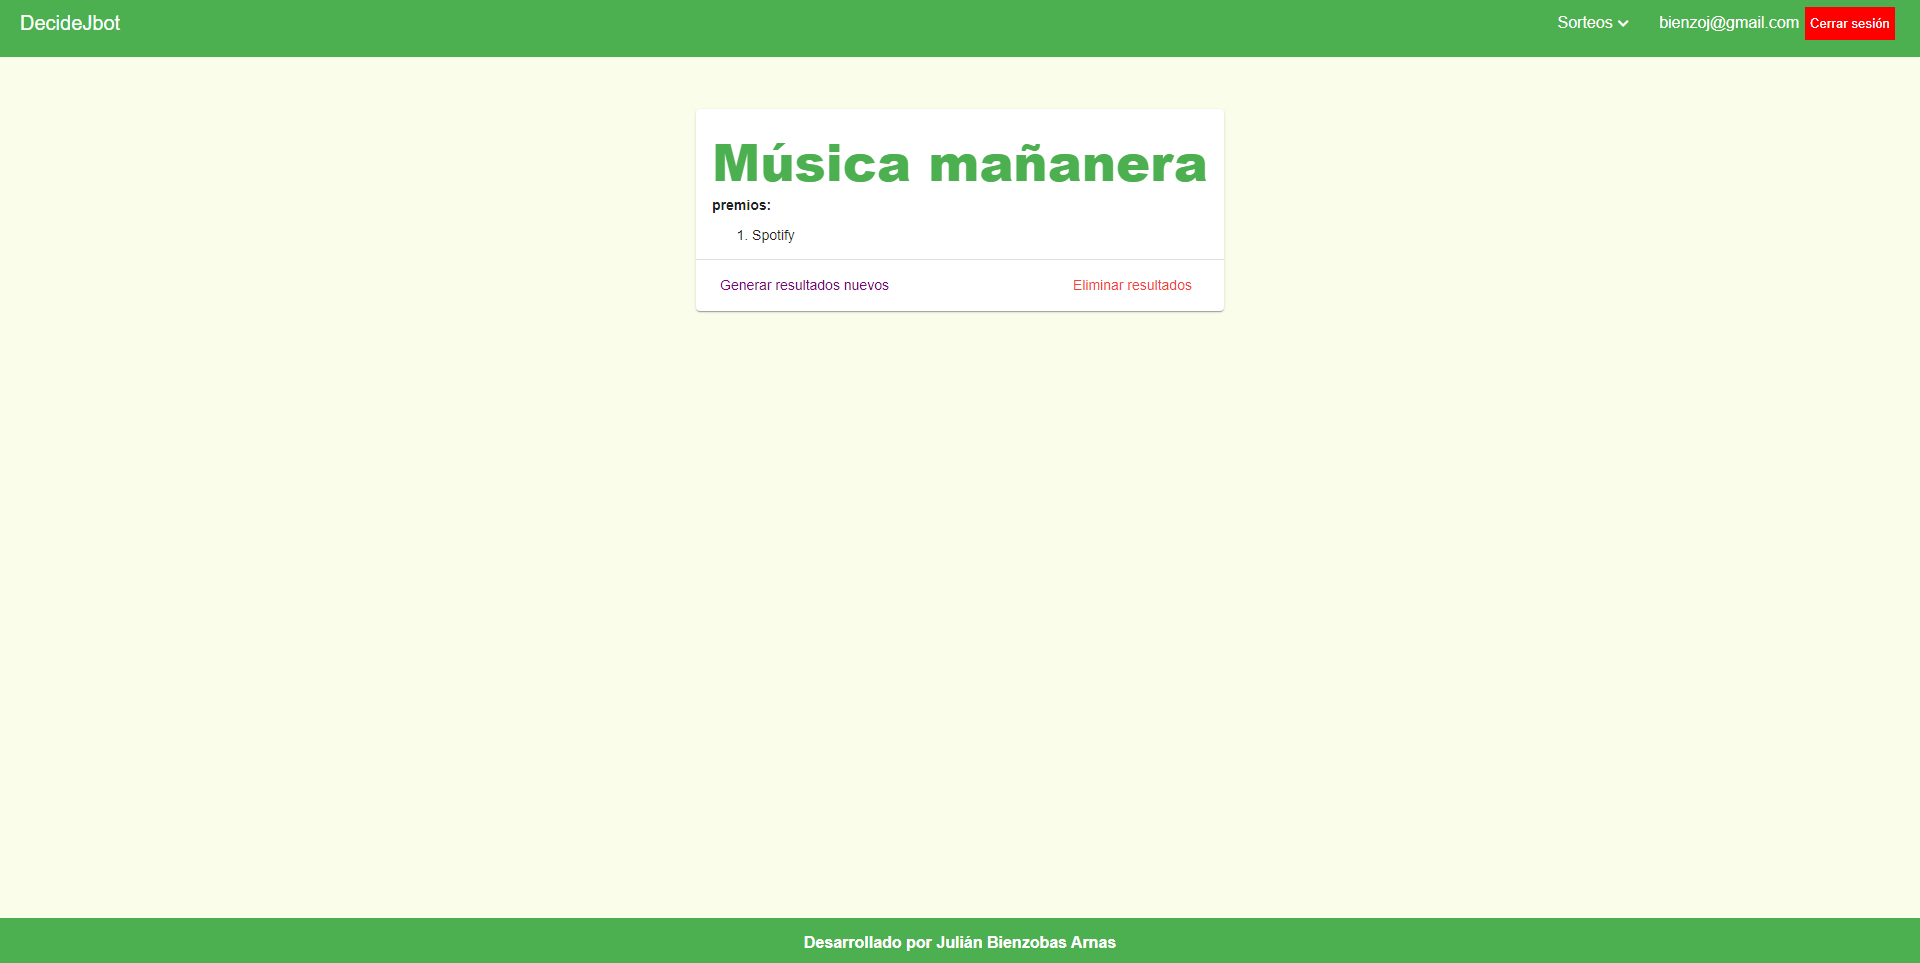 DecideJbot
Sorteos
bienzoj@gmail.com
Cerrar sesión
Música mañanera
premios:
1. Spotify
Generar resultados nuevos
Eliminar resultados
Desarrollado por Julián Bienzobas Arnas